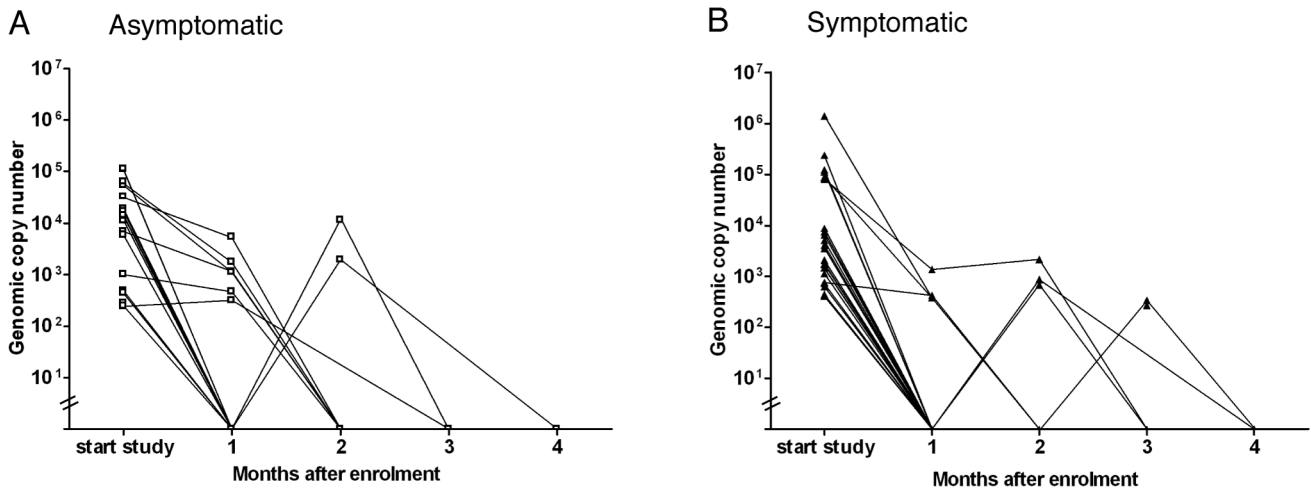 A Asymptomatic
Genomic copy number
10⁷
10⁶
10⁵
10⁴
10³
10²
10¹
start study 1 2 3 4
Months after enrolment
B Symptomatic
Genomic copy number
10⁷
10⁶
10⁵
10⁴
10³
10²
10¹
start study 1 2 3 4
Months after enrolment